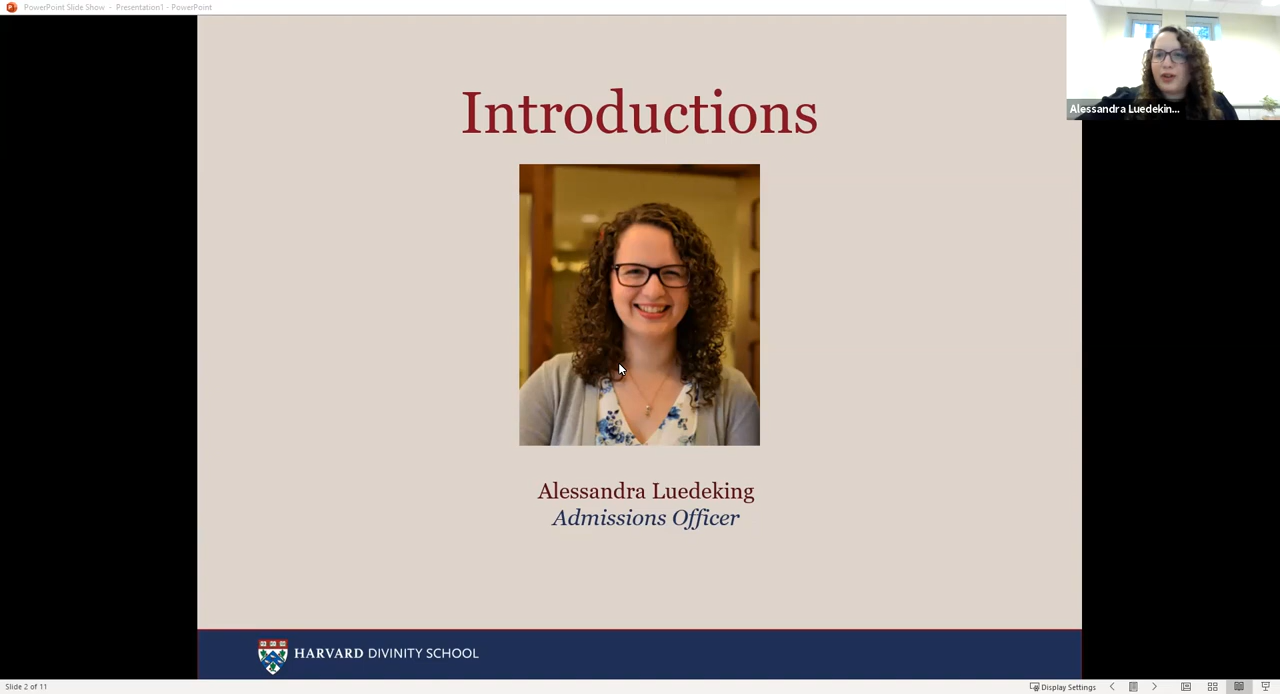 PowerPoint Slide Show - Presentation1 - PowerPoint
Alessandra Luedekin...
Introductions
Alessandra Luedeking
Admissions Officer
HARVARD DIVINITY SCHOOL
Slide 2 of 11
Display Settings